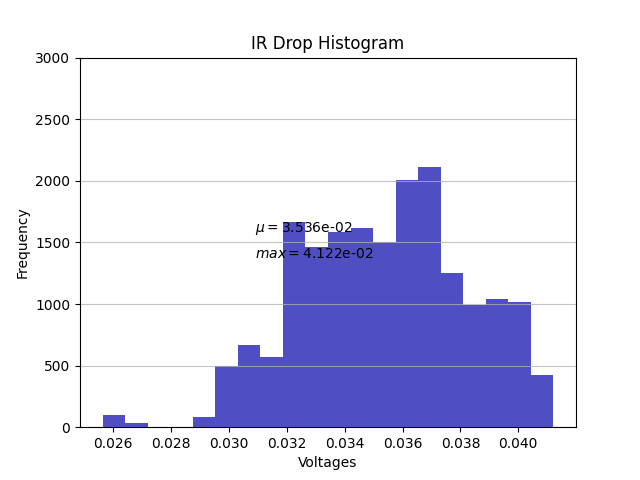 IR Drop Histogram
3000
2500
2000
1500
1000
500
0
Frequency
μ = 3.536e-02
max = 4.122e-02
0.026 0.028 0.030 0.032 0.034 0.036 0.038 0.040
Voltages